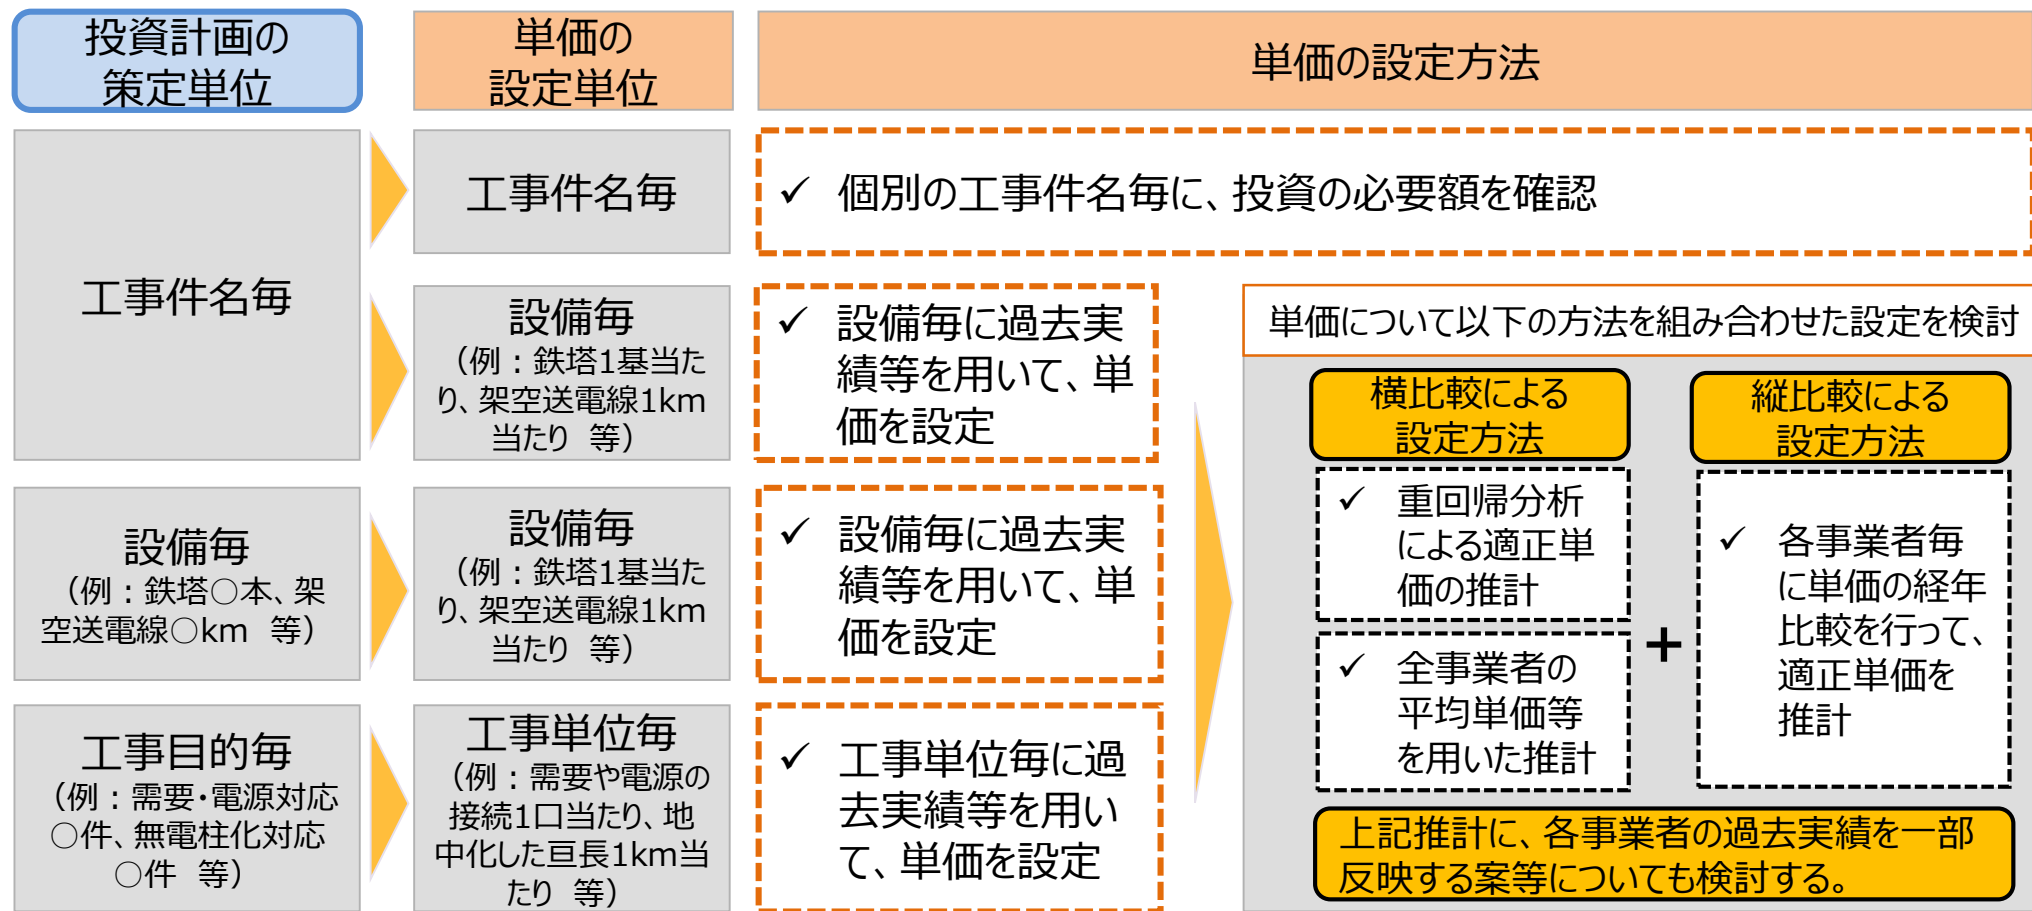 投資計画の
策定単位
単価の
設定単位
単価の設定方法
工事件名毎
工事件名毎
✓ 個別の工事件名毎に、投資の必要額を確認
設備毎
（例：鉄塔1基当た
り、架空送電線1km
当たり 等）
✓ 設備毎に過去実
績等を用いて、単
価を設定
設備毎
（例：鉄塔○本、架
空送電線○km 等）
設備毎
（例：鉄塔1基当た
り、架空送電線1km
当たり 等）
✓ 設備毎に過去実
績等を用いて、単
価を設定
工事目的毎
（例：需要・電源対応
○件、無電柱化対応
○件 等）
工事単位毎
（例：需要や電源の
接続1口当たり、地
中化した亘長1km当
たり 等）
✓ 工事単位毎に過
去実績等を用い
て、単価を設定
単価について以下の方法を組み合わせた設定を検討
横比較による
設定方法
✓ 重回帰分析
による適正単
価の推計
✓ 全事業者の
平均単価等
を用いた推計
+
縦比較による
設定方法
✓ 各事業者毎
に単価の経年
比較を行って、
適正単価を
推計
上記推計に、各事業者の過去実績を一部
反映する案等についても検討する。